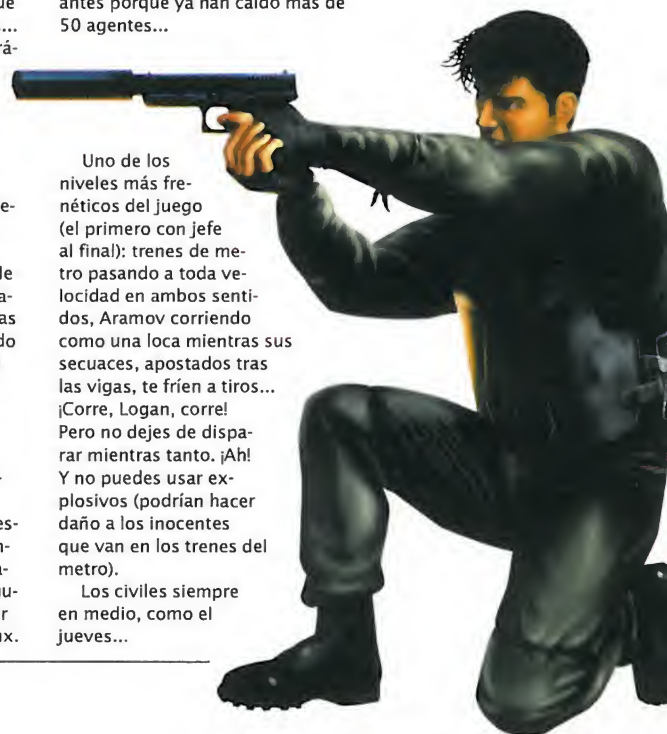 antes porque ya han caído más de
50 agentes...
Uno de los
niveles más fre-
néticos del juego
(el primero con jefe
al final): trenes de me-
tro pasando a toda ve-
locidad en ambos senti-
dos, Aramov corriendo
como una loca mientras sus
secuaces, apostados tras
las vigas, te fríen a tiros...
¡Corre, Logan, corre!
Pero no dejes de dispa-
rar mientras tanto. ¡Ah!
Y no puedes usar ex-
plosivos (podrían hacer
daño a los inocentes
que van en los trenes del
metro).
Los civiles siempre
en medio, como el
jueves...